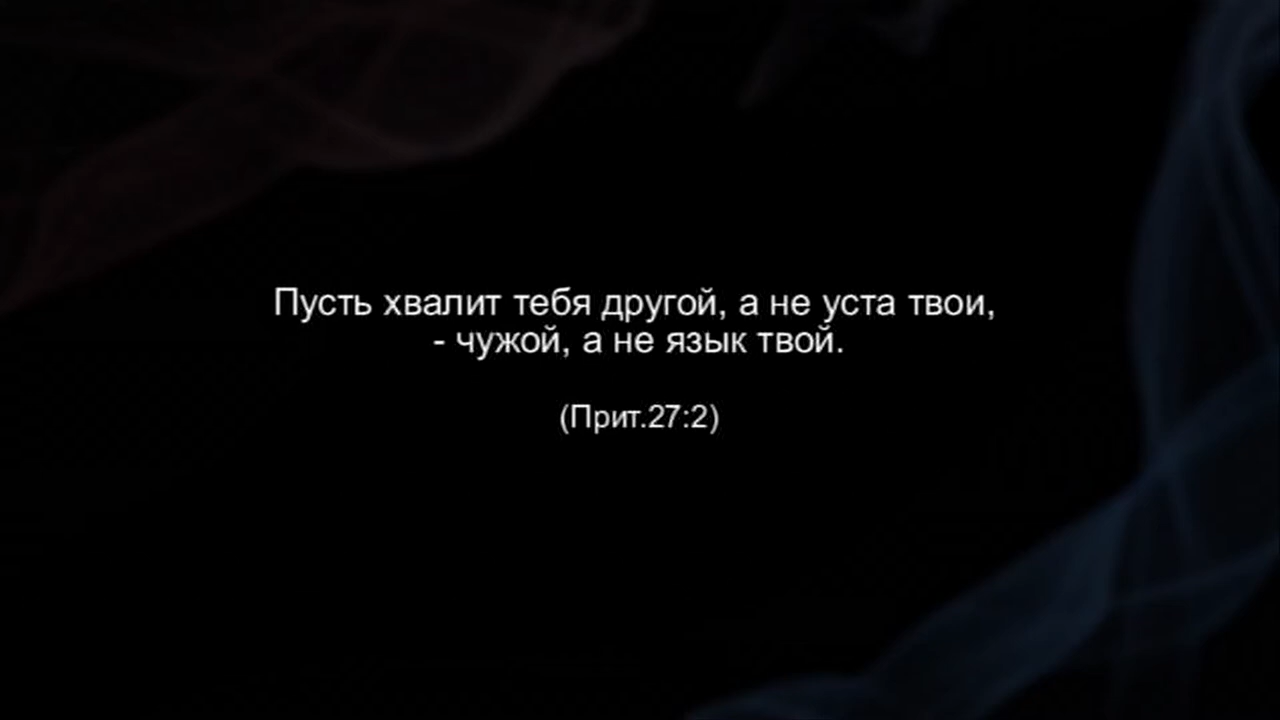 Пусть хвалит тебя другой, а не уста твои,
- чужой, а не язык твой.
(Прит.27:2)